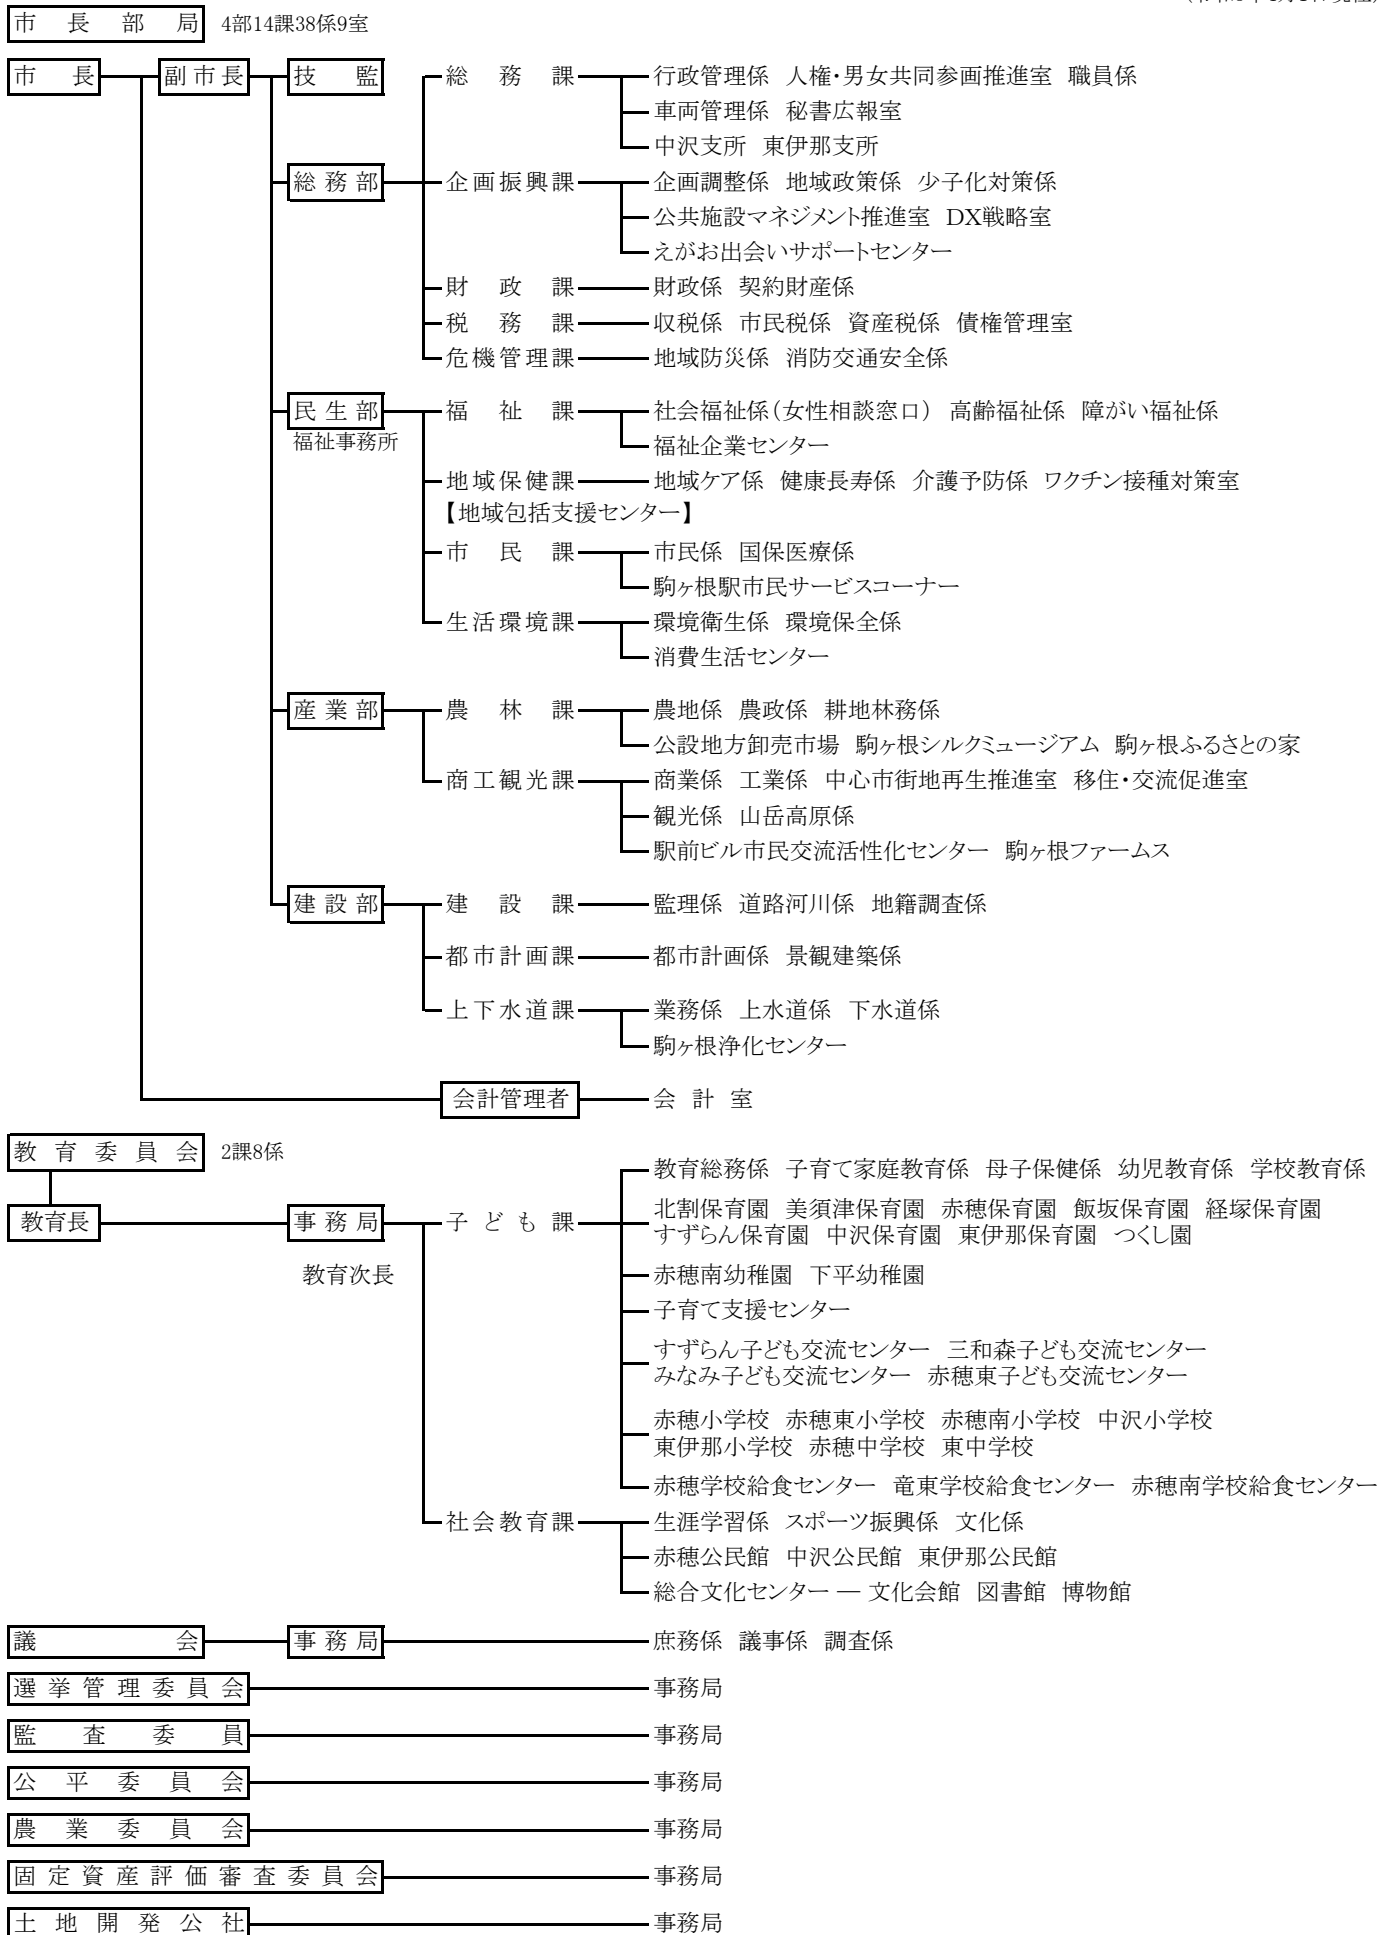 市長部局 4部14課38係9室
市長 副市長 技監 総務課 行政管理係 人権・男女共同参画推進室 職員係
車両管理係 秘書広報室
中沢支所 東伊那支所
総務部 企画振興課 企画調整係 地域政策係 少子化対策係
公共施設マネジメント推進室 DX戦略室
えがお出会いサポートセンター
財政課 財政係 契約財産係
税務課 収税係 市民税係 資産税係 債権管理室
危機管理課 地域防災係 消防交通安全係
民生部 福祉課 社会福祉係(女性相談窓口) 高齢福祉係 障がい福祉係
福祉事務所 福祉企業センター
地域保健課 地域ケア係 健康長寿係 介護予防係 ワクチン接種対策室
【地域包括支援センター】
市民課 市民係 国保医療係
駒ヶ根駅市民サービスコーナー
生活環境課 環境衛生係 環境保全係
消費生活センター
産業部 農林課 農地係 農政係 耕地林務係
公設地方卸売市場 駒ヶ根シルクミュージアム 駒ヶ根ふるさとの家
商工観光課 商業係 工業係 中心市街地再生推進室 移住・交流促進室
観光係 山岳高原係
駅前ビル市民交流活性化センター 駒ヶ根ファームス
建設部 建設課 監理係 道路河川係 地籍調査係
都市計画課 都市計画係 景観建築係
上下水道課 業務係 上水道係 下水道係
駒ヶ根浄化センター
会計管理者 会計室
教育委員会 2課8係
教育総務係 子育て家庭教育係 母子保健係 幼児教育係 学校教育係
教育長 事務局 子ども課 北割保育園 美須津保育園 赤穂保育園 飯坂保育園 経塚保育園
すずらん保育園 中沢保育園 東伊那保育園 つくし園
教育次長 赤穂南幼稚園 下平幼稚園
子育て支援センター
すずらん子ども交流センター 三和森子ども交流センター
みなみ子ども交流センター 赤穂東子ども交流センター
赤穂小学校 赤穂東小学校 赤穂南小学校 中沢小学校
東伊那小学校 赤穂中学校 東中学校
赤穂学校給食センター 竜東学校給食センター 赤穂南学校給食センター
社会教育課 生涯学習係 スポーツ振興係 文化係
赤穂公民館 中沢公民館 東伊那公民館
総合文化センター ― 文化会館 図書館 博物館
議会 事務局 庶務係 議事係 調査係
選挙管理委員会 事務局
監査委員 事務局
公平委員会 事務局
農業委員会 事務局
固定資産評価審査委員会 事務局
土地開発公社 事務局